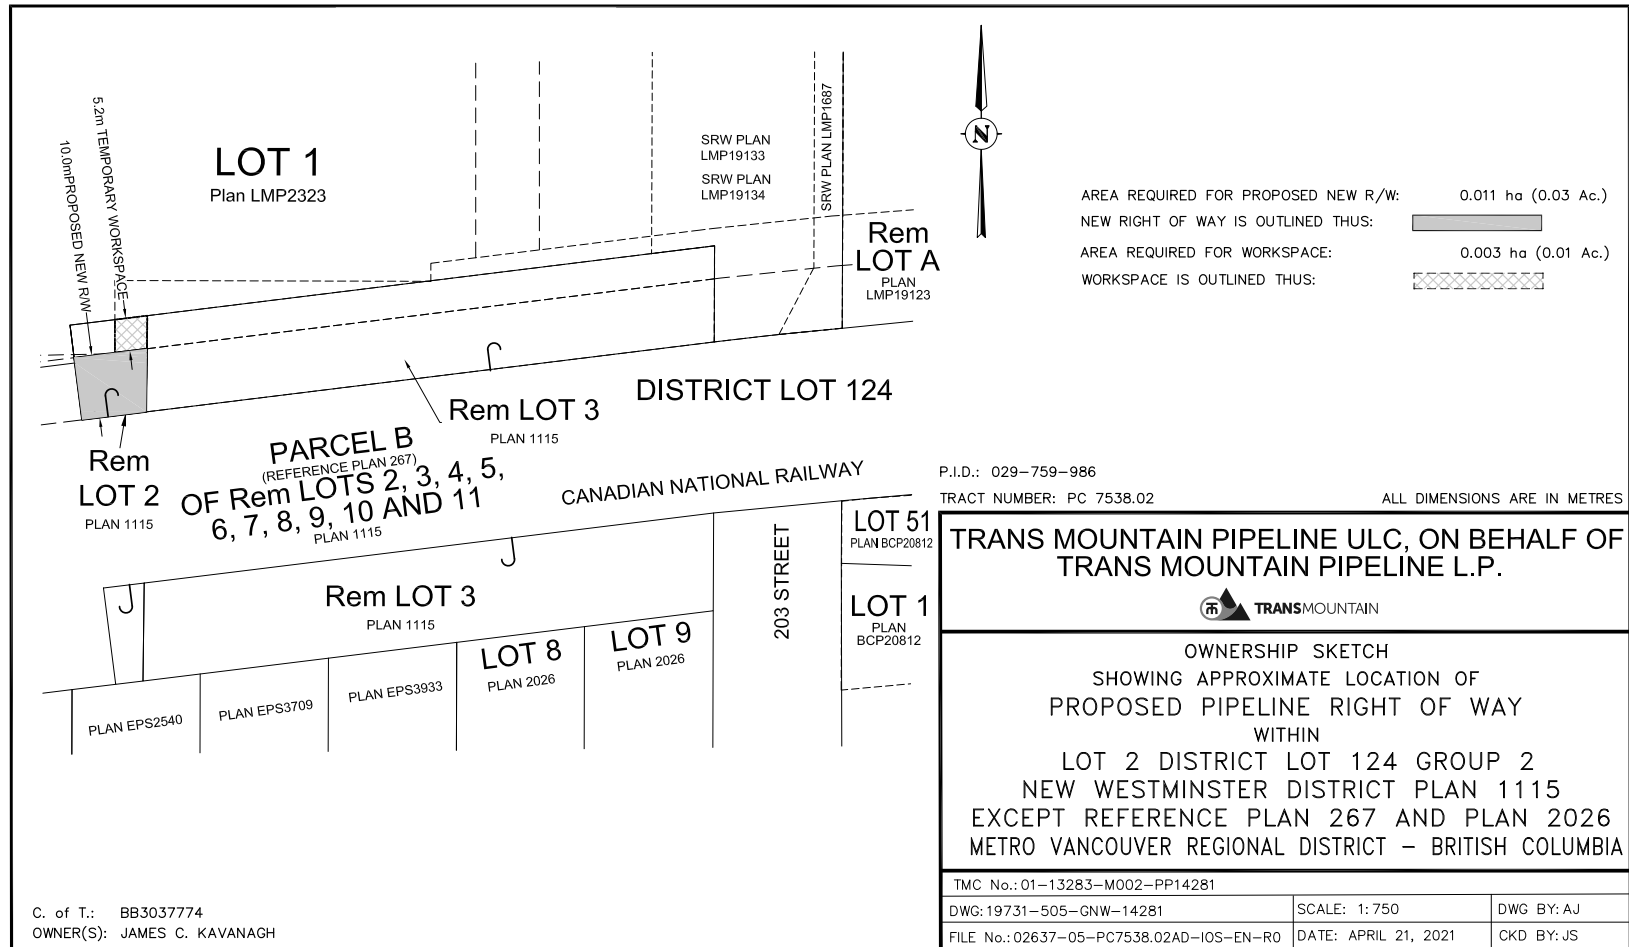 5.2m TEMPORARY WORKSPACE
10.0mPROPOSED NEW R/W
LOT 1
Plan LMP2323
SRW PLAN
LMP19133
SRW PLAN
LMP19134
SRW PLAN LMP1687
Rem
LOT A
PLAN
LMP19123
N
AREA REQUIRED FOR PROPOSED NEW R/W: 0.011 ha (0.03 Ac.)
NEW RIGHT OF WAY IS OUTLINED THUS:
AREA REQUIRED FOR WORKSPACE: 0.003 ha (0.01 Ac.)
WORKSPACE IS OUTLINED THUS:
DISTRICT LOT 124
Rem LOT 3
PLAN 1115
Rem
LOT 2
PLAN 1115
PARCEL B
(REFERENCE PLAN 267)
OF Rem LOTS 2, 3, 4, 5,
6, 7, 8, 9, 10 AND 11
PLAN 1115
CANADIAN NATIONAL RAILWAY
Rem LOT 3
PLAN 1115
203 STREET
LOT 51
PLAN BCP20812
LOT 1
PLAN
BCP20812
PLAN EPS2540
PLAN EPS3709
PLAN EPS3933
LOT 8
PLAN 2026
LOT 9
PLAN 2026
P.I.D.: 029-759-986
TRACT NUMBER: PC 7538.02
ALL DIMENSIONS ARE IN METRES
TRANS MOUNTAIN PIPELINE ULC, ON BEHALF OF
TRANS MOUNTAIN PIPELINE L.P.
TRANSMOUNTAIN
OWNERSHIP SKETCH
SHOWING APPROXIMATE LOCATION OF
PROPOSED PIPELINE RIGHT OF WAY
WITHIN
LOT 2 DISTRICT LOT 124 GROUP 2
NEW WESTMINSTER DISTRICT PLAN 1115
EXCEPT REFERENCE PLAN 267 AND PLAN 2026
METRO VANCOUVER REGIONAL DISTRICT - BRITISH COLUMBIA
TMC No.: 01-13283-M002-PP14281
DWG: 19731-505-GNW-14281
SCALE: 1:750
DWG BY: AJ
FILE No.: 02637-05-PC7538.02AD-IOS-EN-R0
DATE: APRIL 21, 2021
CKD BY: JS
C. of T.: BB3037774
OWNER(S): JAMES C. KAVANAGH